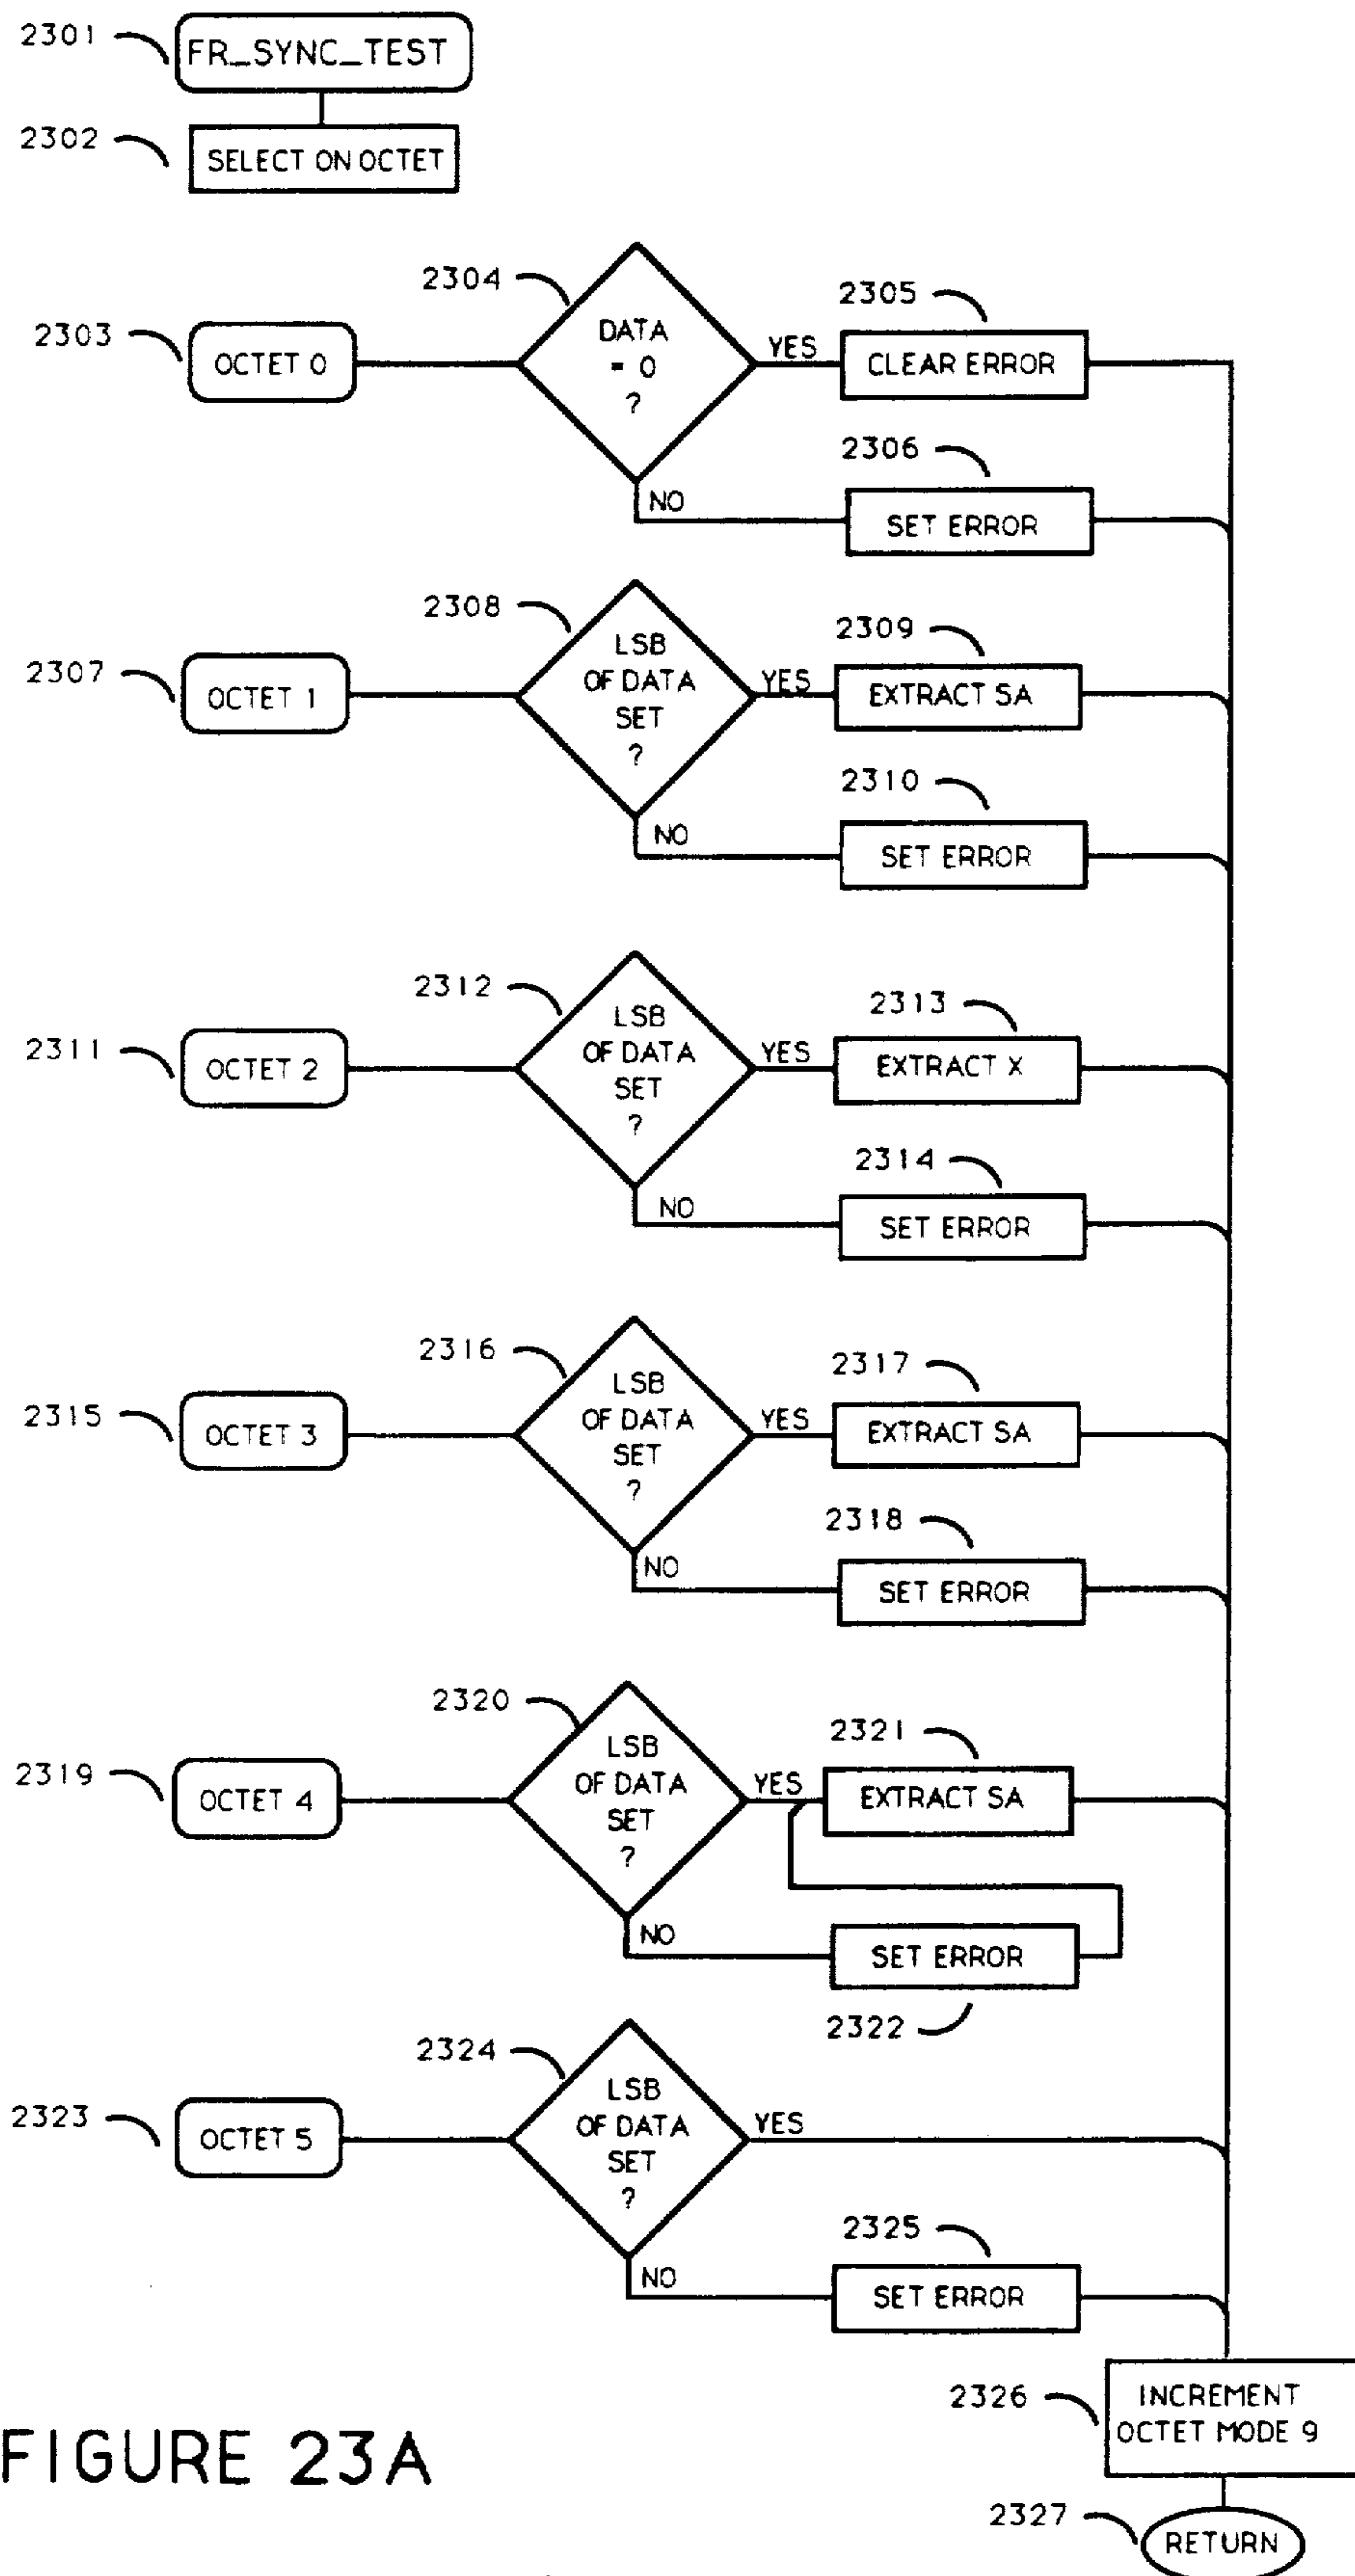 2301
FR_SYNC_TEST
2302
SELECT ON OCTET
2303
OCTET 0
2304
DATA
= 0
?
YES
2305
CLEAR ERROR
NO
2306
SET ERROR
2307
OCTET 1
2308
LSB
OF DATA
SET
?
YES
2309
EXTRACT SA
NO
2310
SET ERROR
2311
OCTET 2
2312
LSB
OF DATA
SET
?
YES
2313
EXTRACT X
NO
2314
SET ERROR
2315
OCTET 3
2316
LSB
OF DATA
SET
?
YES
2317
EXTRACT SA
NO
2318
SET ERROR
2319
OCTET 4
2320
LSB
OF DATA
SET
?
YES
2321
EXTRACT SA
NO
SET ERROR
2322
2323
OCTET 5
2324
LSB
OF DATA
SET
?
YES
NO
2325
SET ERROR
2326
INCREMENT
OCTET MODE 9
2327
RETURN
FIGURE 23A